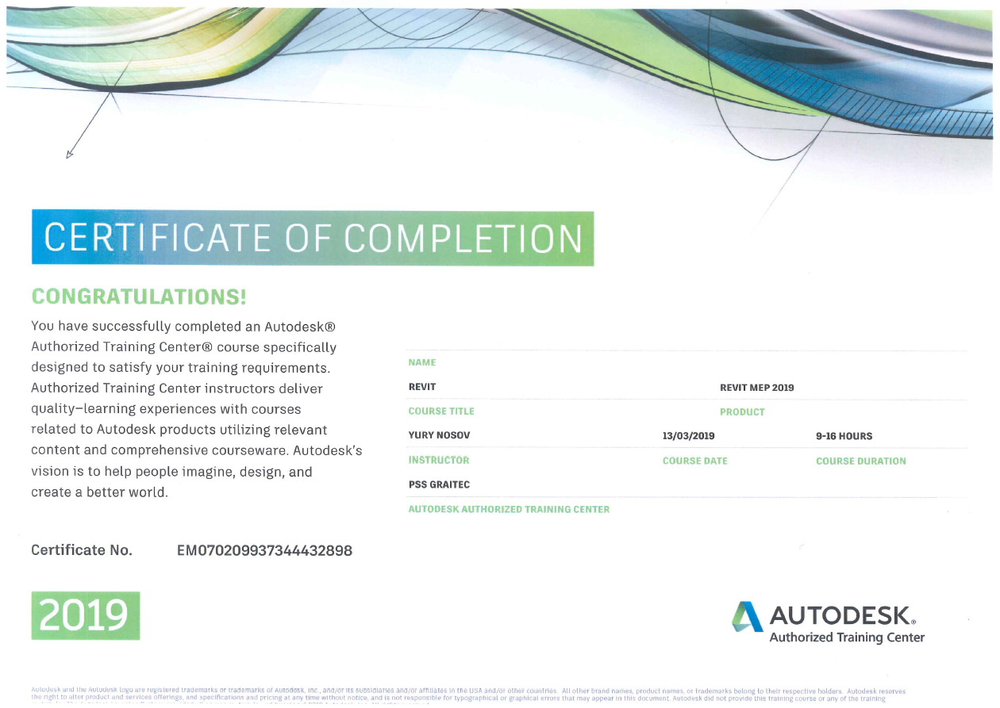 CERTIFICATE OF COMPLETION
CONGRATULATIONS!
You have successfully completed an Autodesk®
Authorized Training Center® course specifically
designed to satisfy your training requirements.
Authorized Training Center instructors deliver
quality–learning experiences with courses
related to Autodesk products utilizing relevant
content and comprehensive courseware. Autodesk's
vision is to help people imagine, design, and
create a better world.
NAME
REVIT REVIT MEP 2019
COURSE TITLE PRODUCT
YURY NOSOV 13/03/2019 9-16 HOURS
INSTRUCTOR COURSE DATE COURSE DURATION
PSS GRAITEC
AUTODESK AUTHORIZED TRAINING CENTER
Certificate No. EM070209937344432898
2019
AUTODESK®
Authorized Training Center
Autodesk and the Autodesk logo are registered trademarks or trademarks of Autodesk, Inc., and/or its subsidiaries and/or affiliates in the USA and/or other countries. All other brand names, product names, or trademarks belong to their respective holders. Autodesk reserves
the right to alter product and services offerings, and specifications and pricing at any time without notice, and is not responsible for typographical or graphical errors that may appear in this document. Autodesk did not provide this training course or any of the training